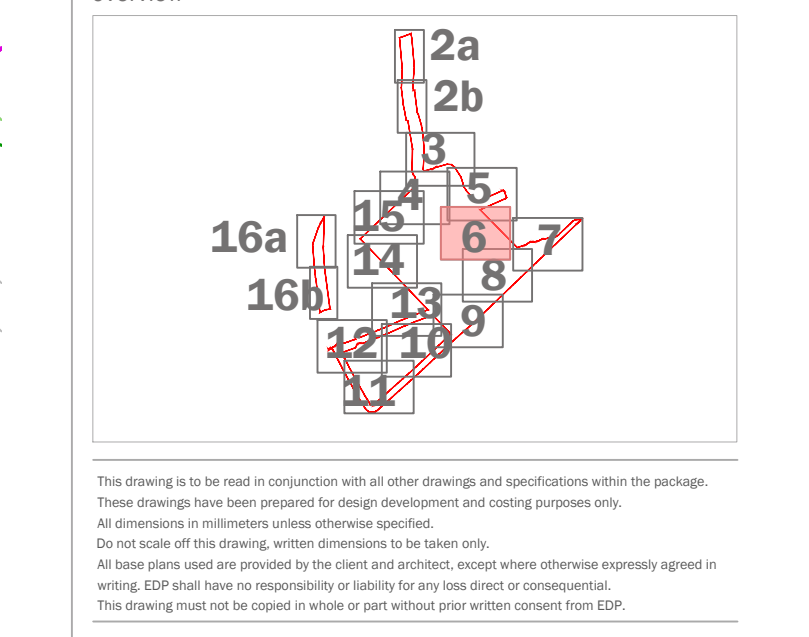 2a
2b
3
4
5
15
16a
6
7
14
8
16b
13
9
12
10
11
This drawing is to be read in conjunction with all other drawings and specifications within the package.
These drawings have been prepared for design development and costing purposes only.
All dimensions in millimeters unless otherwise specified.
Do not scale off this drawing, written dimensions to be taken only.
All base plans used are provided by the client and architect, except where otherwise expressly agreed in
writing. EDP shall have no responsibility or liability for any loss direct or consequential.
This drawing must not be copied in whole or part without prior written consent from EDP.